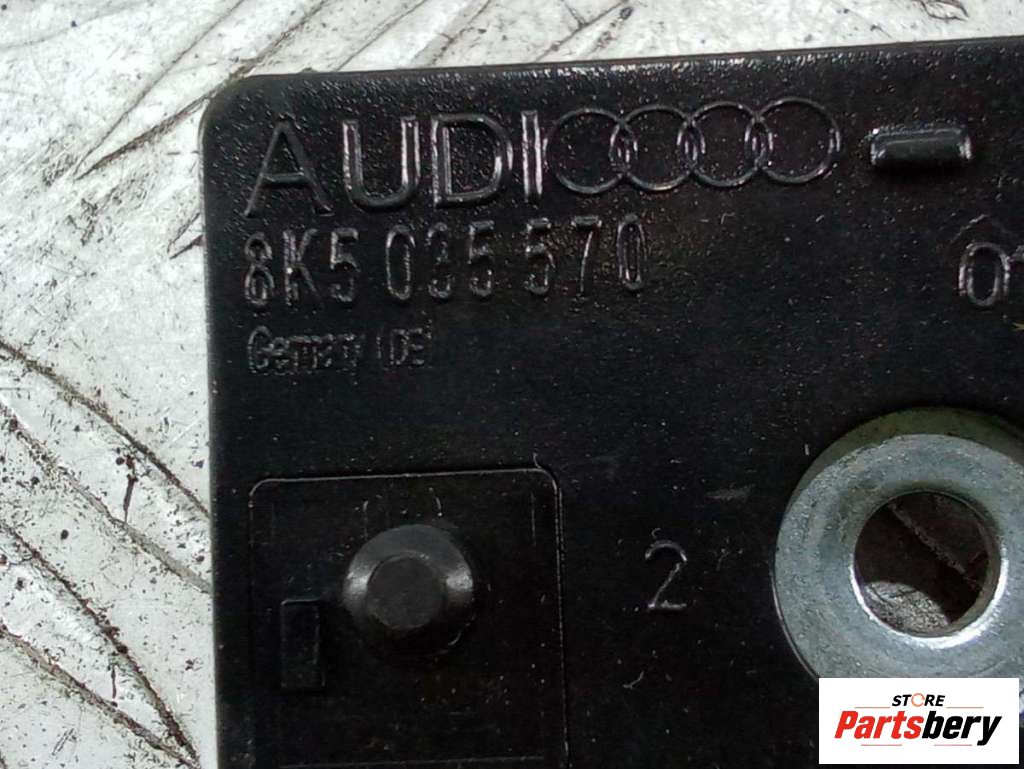 AUDI
8K5 035 570
Germany (DE)
2
STORE
Partsbery